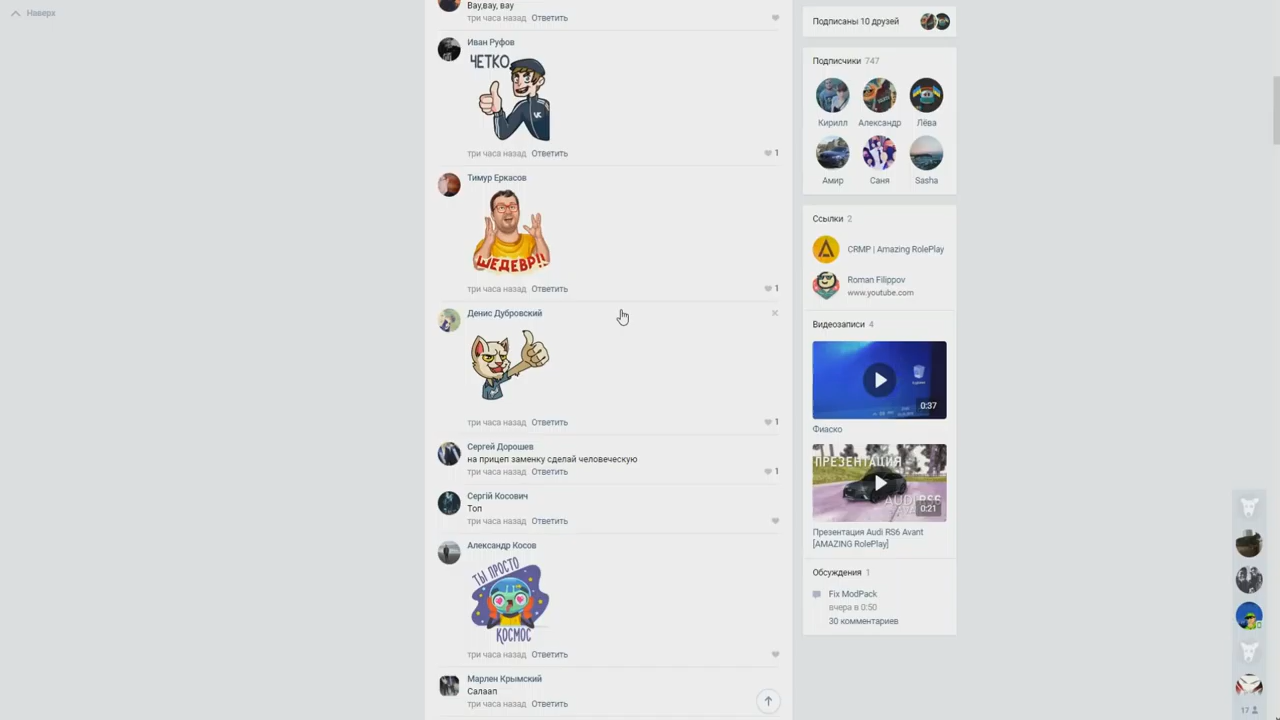 Наверх
Вау,вау, вау
три часа назад Ответить
Иван Руфов
ЧЕТКО
VK
три часа назад Ответить
1
Тимур Еркасов
ШЕДЕВР!!
три часа назад Ответить
1
Денис Дубровский
три часа назад Ответить
1
Сергей Дорошев
на прицеп заменку сделай человеческую
три часа назад Ответить
1
Сергій Косович
Топ
три часа назад Ответить
Александр Косов
ТЫ ПРОСТО
КОСМОС
три часа назад Ответить
Марлен Крымский
Салаал
три часа назад Ответить
Подписаны 10 друзей
Подписчики 747
Кирилл Александр Лёва
Амир Саня Sasha
Ссылки 2
CRMP | Amazing RolePlay
Roman Filippov
www.youtube.com
Видеозаписи 4
0:37
Фиаско
ПРЕЗЕНТАЦИЯ
AUDI RS6
0:21
Презентация Audi RS6 Avant
[AMAZING RolePlay]
Обсуждения 1
Fix ModPack
вчера в 0:50
30 комментариев
17